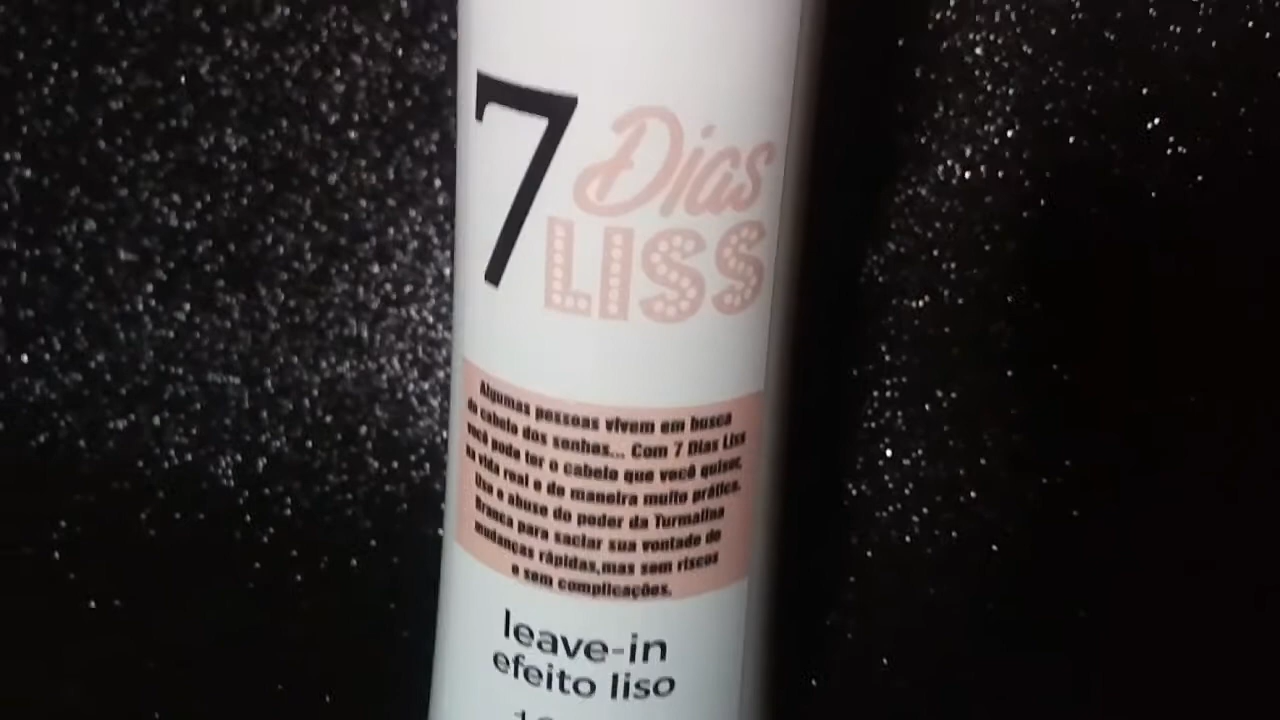 7 Dias
LISS
Algumas pessoas vivem em busca
do cabelo dos sonhos... Com 7 Dias Liss
você pode ter o cabelo que você quiser,
na vida real e de maneira muito prática.
Use e abuse do poder da Turmalina
Branca para saciar sua vontade de
mudanças rápidas,mas sem riscos
e sem complicações.
leave-in
efeito liso